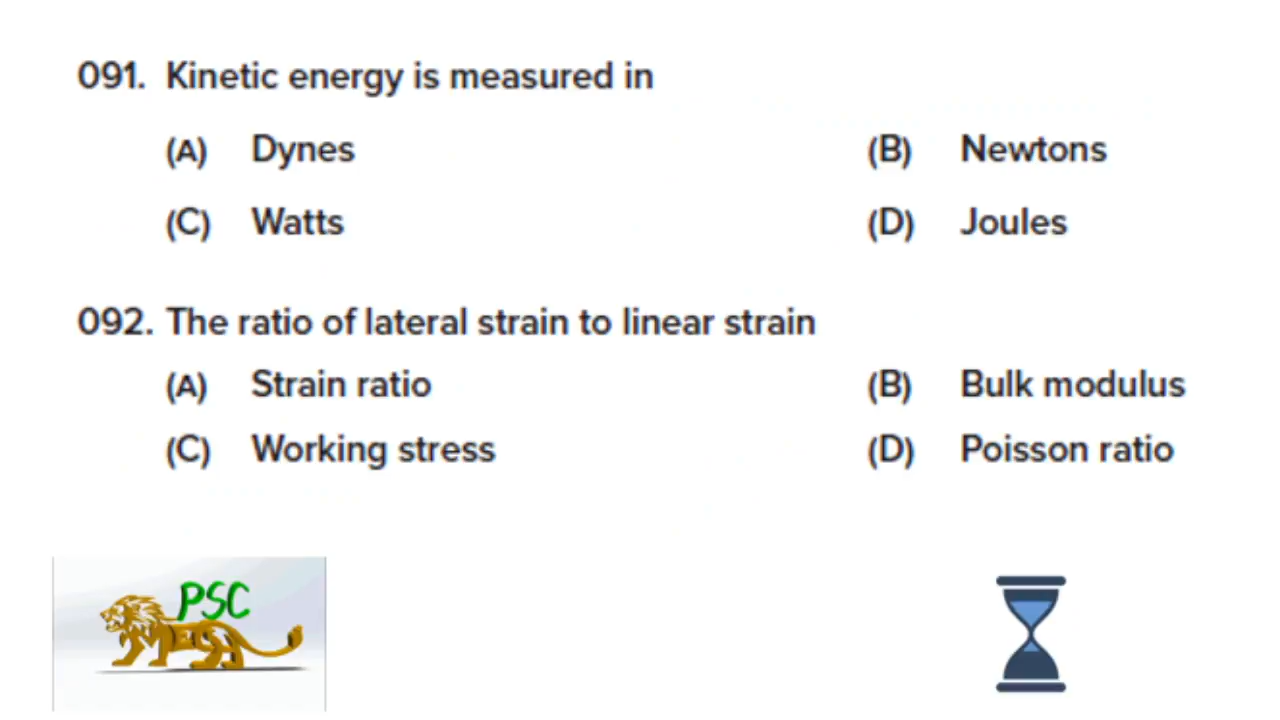 091. Kinetic energy is measured in
(A) Dynes (B) Newtons
(C) Watts (D) Joules
092. The ratio of lateral strain to linear strain
(A) Strain ratio (B) Bulk modulus
(C) Working stress (D) Poisson ratio
PSC